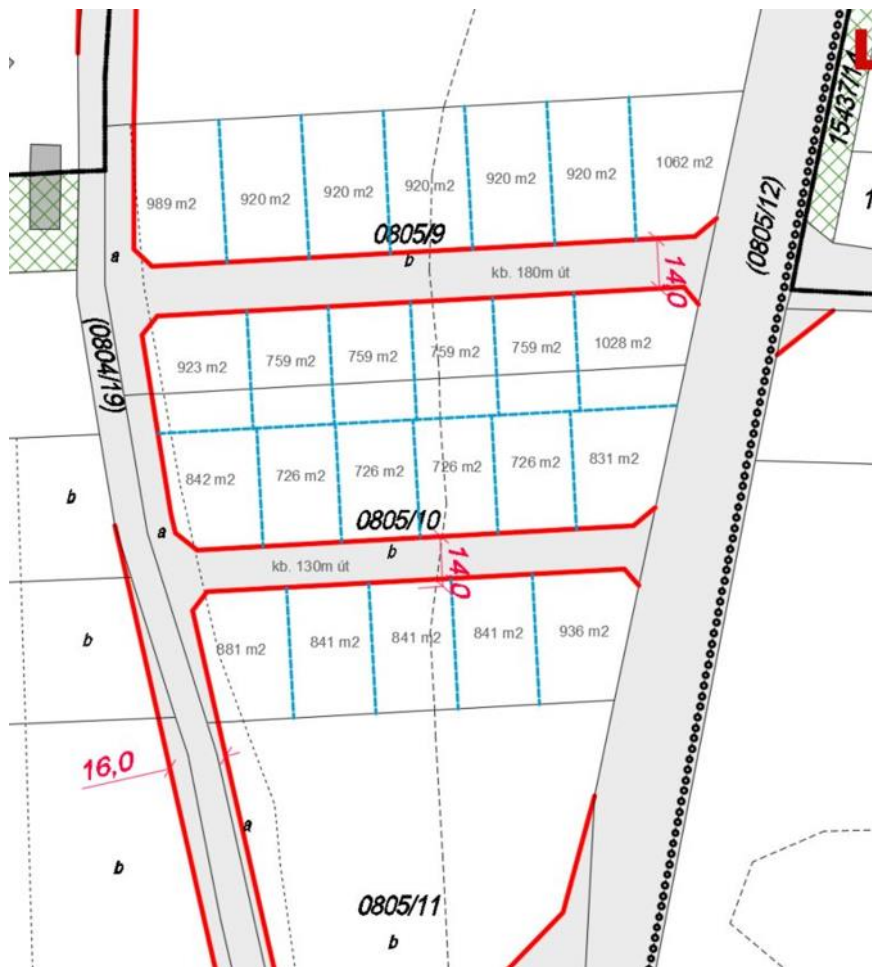 L
15437/14
1062 m2
920 m2
920 m2
920 m2
920 m2
920 m2
989 m2
(0805/12)
1
0805/9
a
b
kb. 180m út
14,0
1028 m2
759 m2
759 m2
759 m2
759 m2
923 m2
(0804/19)
831 m2
726 m2
726 m2
726 m2
726 m2
842 m2
b
0805/10
a
b
kb. 130m út
14,0
936 m2
841 m2
841 m2
841 m2
881 m2
b
16,0
a
b
0805/11
b